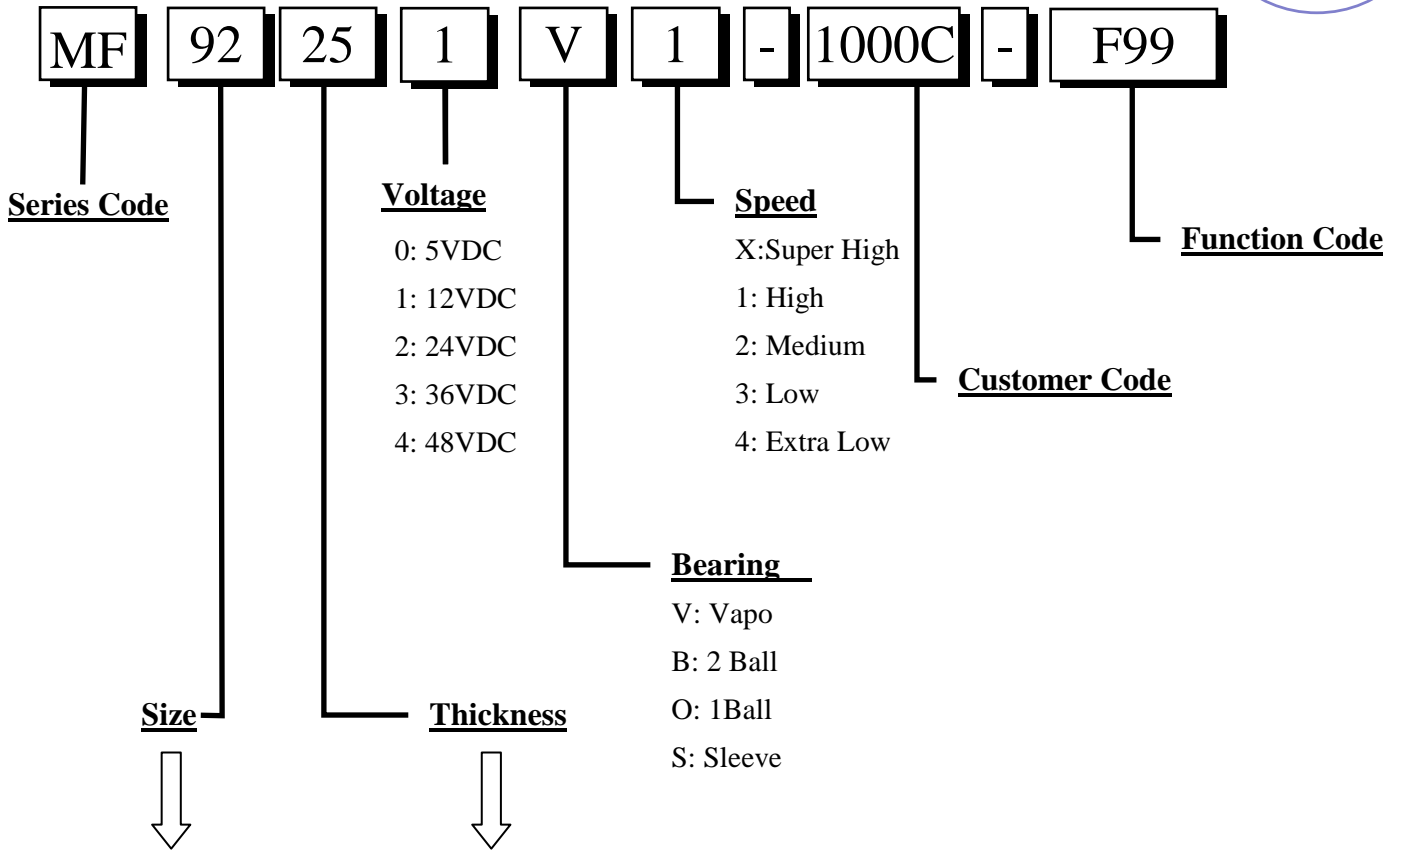 MF 92 25 1 V 1 - 1000C - F99
Series Code
Voltage
0: 5VDC
1: 12VDC
2: 24VDC
3: 36VDC
4: 48VDC
Speed
X:Super High
1: High
2: Medium
3: Low
4: Extra Low
Function Code
Customer Code
Bearing
V: Vapo
B: 2 Ball
O: 1Ball
S: Sleeve
Size
Thickness